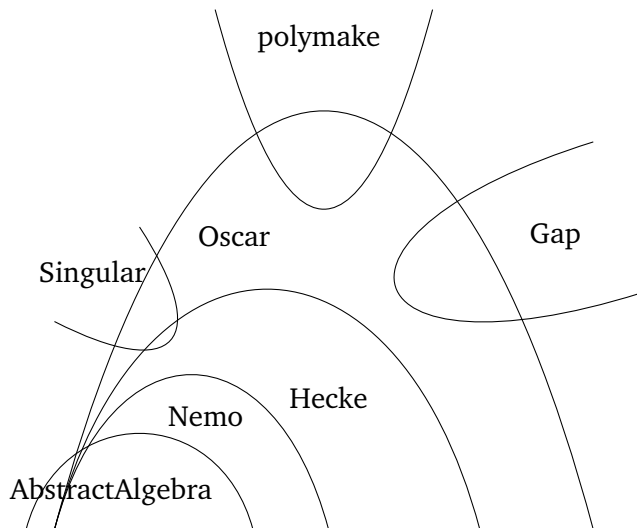 polymake
Oscar
Gap
Singular
Hecke
Nemo
AbstractAlgebra